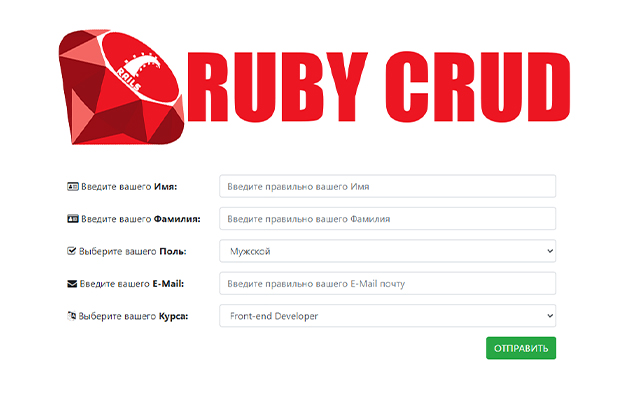 RAILS
RUBY CRUD
Введите вашего Имя:
Введите правильно вашего Имя
Введите вашего Фамилия:
Введите правильно вашего Фамилия
Выберите вашего Поль:
Мужской
Введите вашего E-Mail:
Введите правильно вашего E-Mail почту
Выберите вашего Курса:
Front-end Developer
ОТПРАВИТЬ